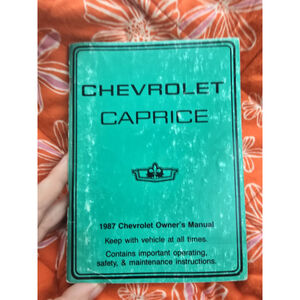 CHEVROLET
CAPRICE
1987 Chevrolet Owner's Manual
Keep with vehicle at all times.
Contains important operating,
safety, & maintenance instructions.